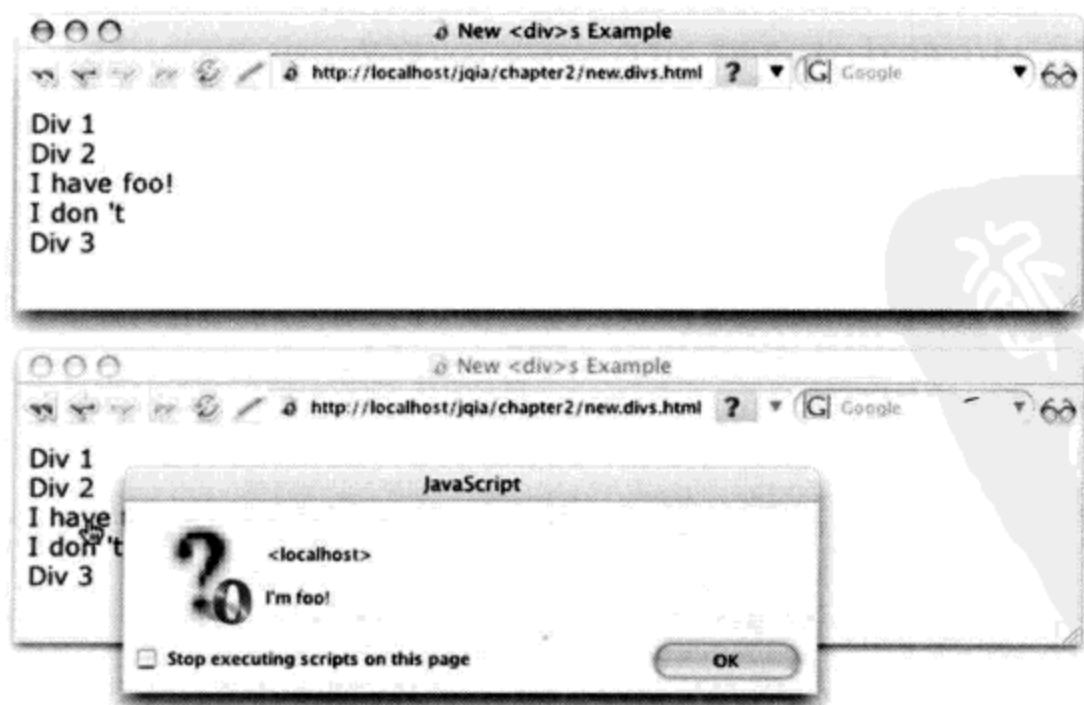 New <div>s Example
http://localhost/jqia/chapter2/new.divs.html ? G Google
Div 1
Div 2
I have foo!
I don 't
Div 3
New <div>s Example
http://localhost/jqia/chapter2/new.divs.html ? G Google
Div 1
Div 2
I have
I don 't
Div 3
JavaScript
<localhost>
I'm foo!
Stop executing scripts on this page
OK